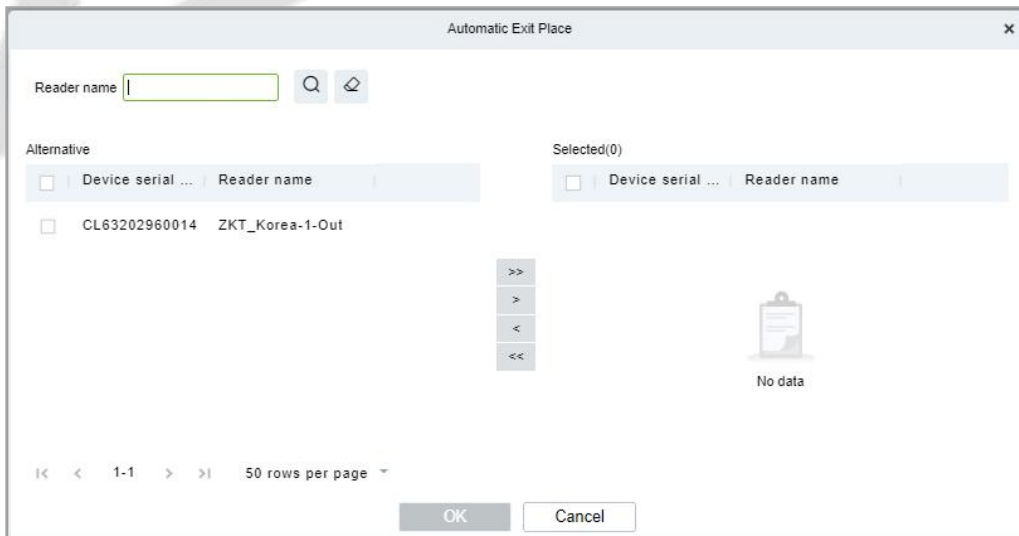 Automatic Exit Place ×
Reader name
Alternative
Selected(0)
Device serial ... Reader name
Device serial ... Reader name
CL63202960014 ZKT_Korea-1-Out
>>
>
<
<<
No data
|< < 1-1 > >| 50 rows per page
OK Cancel